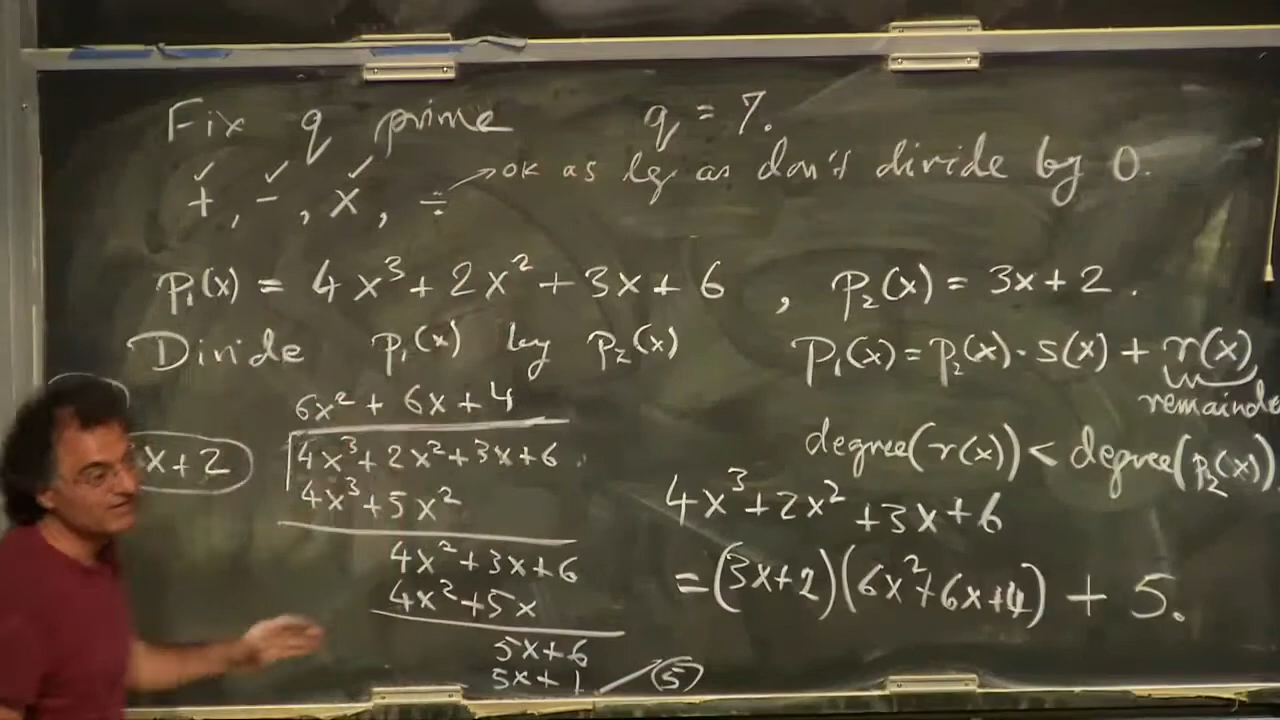 Fix q prime q = 7.
+, -, ×, ÷ → ok as lg as don't divide by 0.
p₁(x) = 4x³ + 2x² + 3x + 6 , p₂(x) = 3x + 2 .
Divide p₁(x) by p₂(x)
p₁(x) = p₂(x) · s(x) + r(x)
remainde
degree(r(x)) < degree(p₂(x))
6x² + 6x + 4
x + 2 4x³ + 2x² + 3x + 6 .
4x³ + 5x²
4x² + 3x + 6
4x² + 5x
5x + 6
5x + 1
5
4x³ + 2x² + 3x + 6
= (3x+2)(6x²+6x+4) + 5.